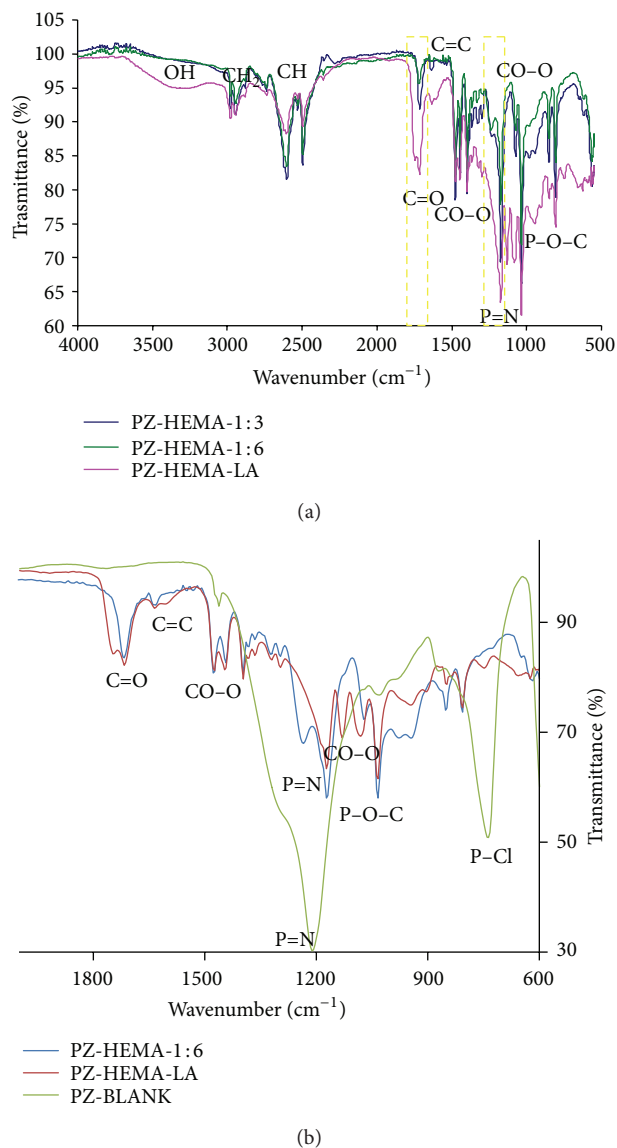 105
100
95
90
85
80
75
70
65
60
Trasmittance (%)
OH
CH2
CH
C=C
CO–O
C=O
CO–O
P–O–C
P=N
4000 3500 3000 2500 2000 1500 1000 500
Wavenumber (cm−1)
PZ-HEMA-1:3
PZ-HEMA-1:6
PZ-HEMA-LA
(a)
C=C
C=O
CO–O
P=N
CO–O
P–O–C
P–Cl
P=N
90
70
50
30
Transmittance (%)
1800 1500 1200 900 600
Wavenumber (cm−1)
PZ-HEMA-1:6
PZ-HEMA-LA
PZ-BLANK
(b)